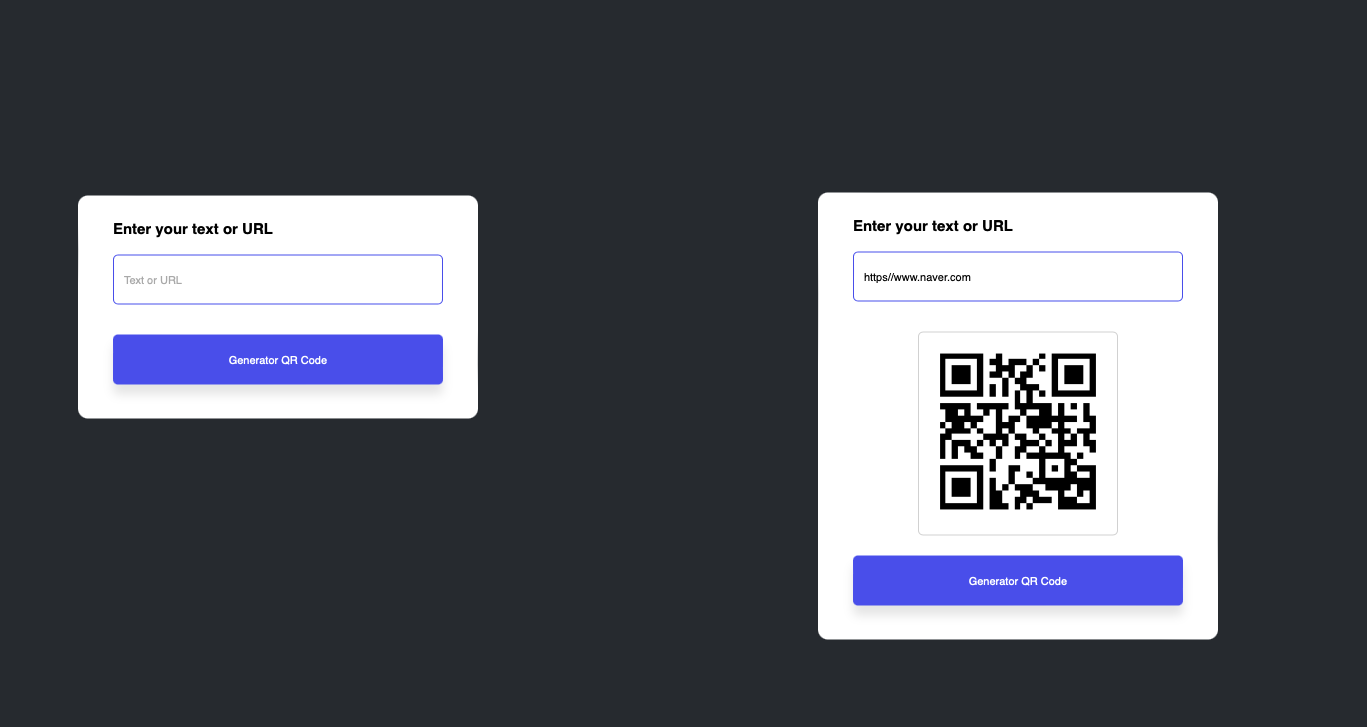 Enter your text or URL
Text or URL
Generator QR Code
Enter your text or URL
https//www.naver.com
Generator QR Code